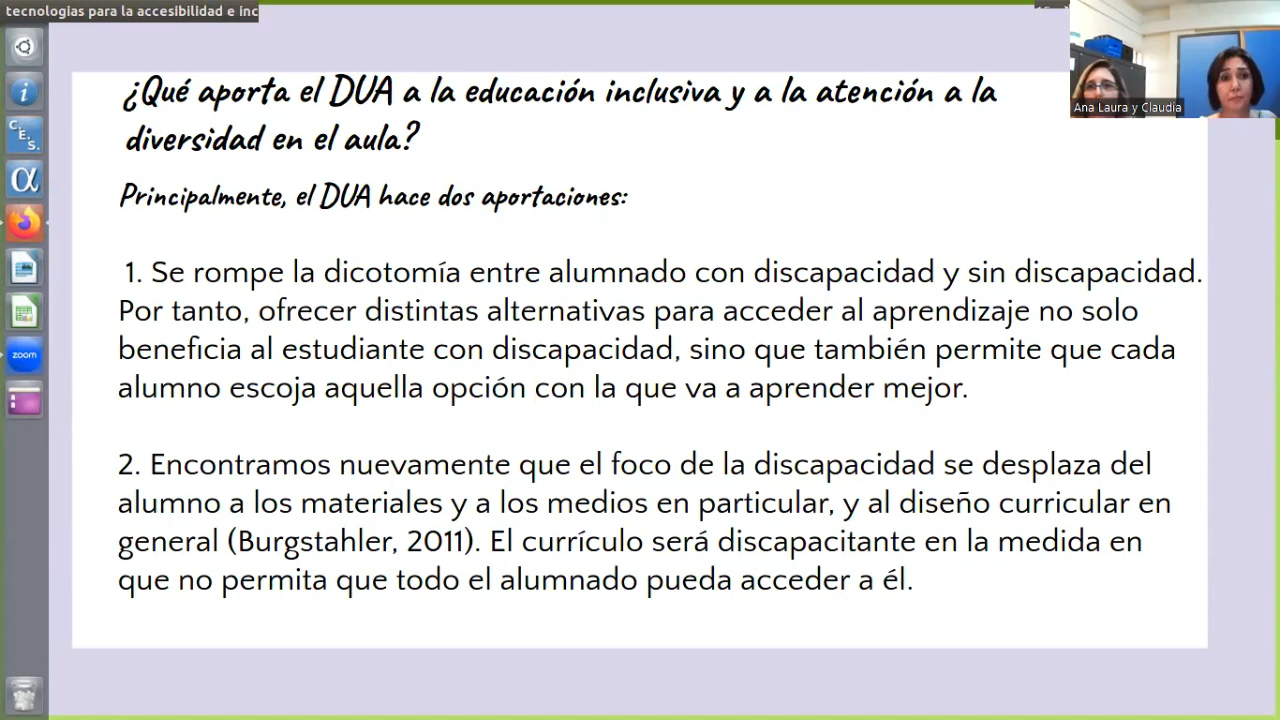 tecnologias para la accesibilidad e inc
Ana Laura y Claudia
¿Qué aporta el DUA a la educación inclusiva y a la atención a la
diversidad en el aula?
Principalmente, el DUA hace dos aportaciones:
1. Se rompe la dicotomía entre alumnado con discapacidad y sin discapacidad.
Por tanto, ofrecer distintas alternativas para acceder al aprendizaje no solo
beneficia al estudiante con discapacidad, sino que también permite que cada
alumno escoja aquella opción con la que va a aprender mejor.
2. Encontramos nuevamente que el foco de la discapacidad se desplaza del
alumno a los materiales y a los medios en particular, y al diseño curricular en
general (Burgstahler, 2011). El currículo será discapacitante en la medida en
que no permita que todo el alumnado pueda acceder a él.
C
E.
S.
α
zoom